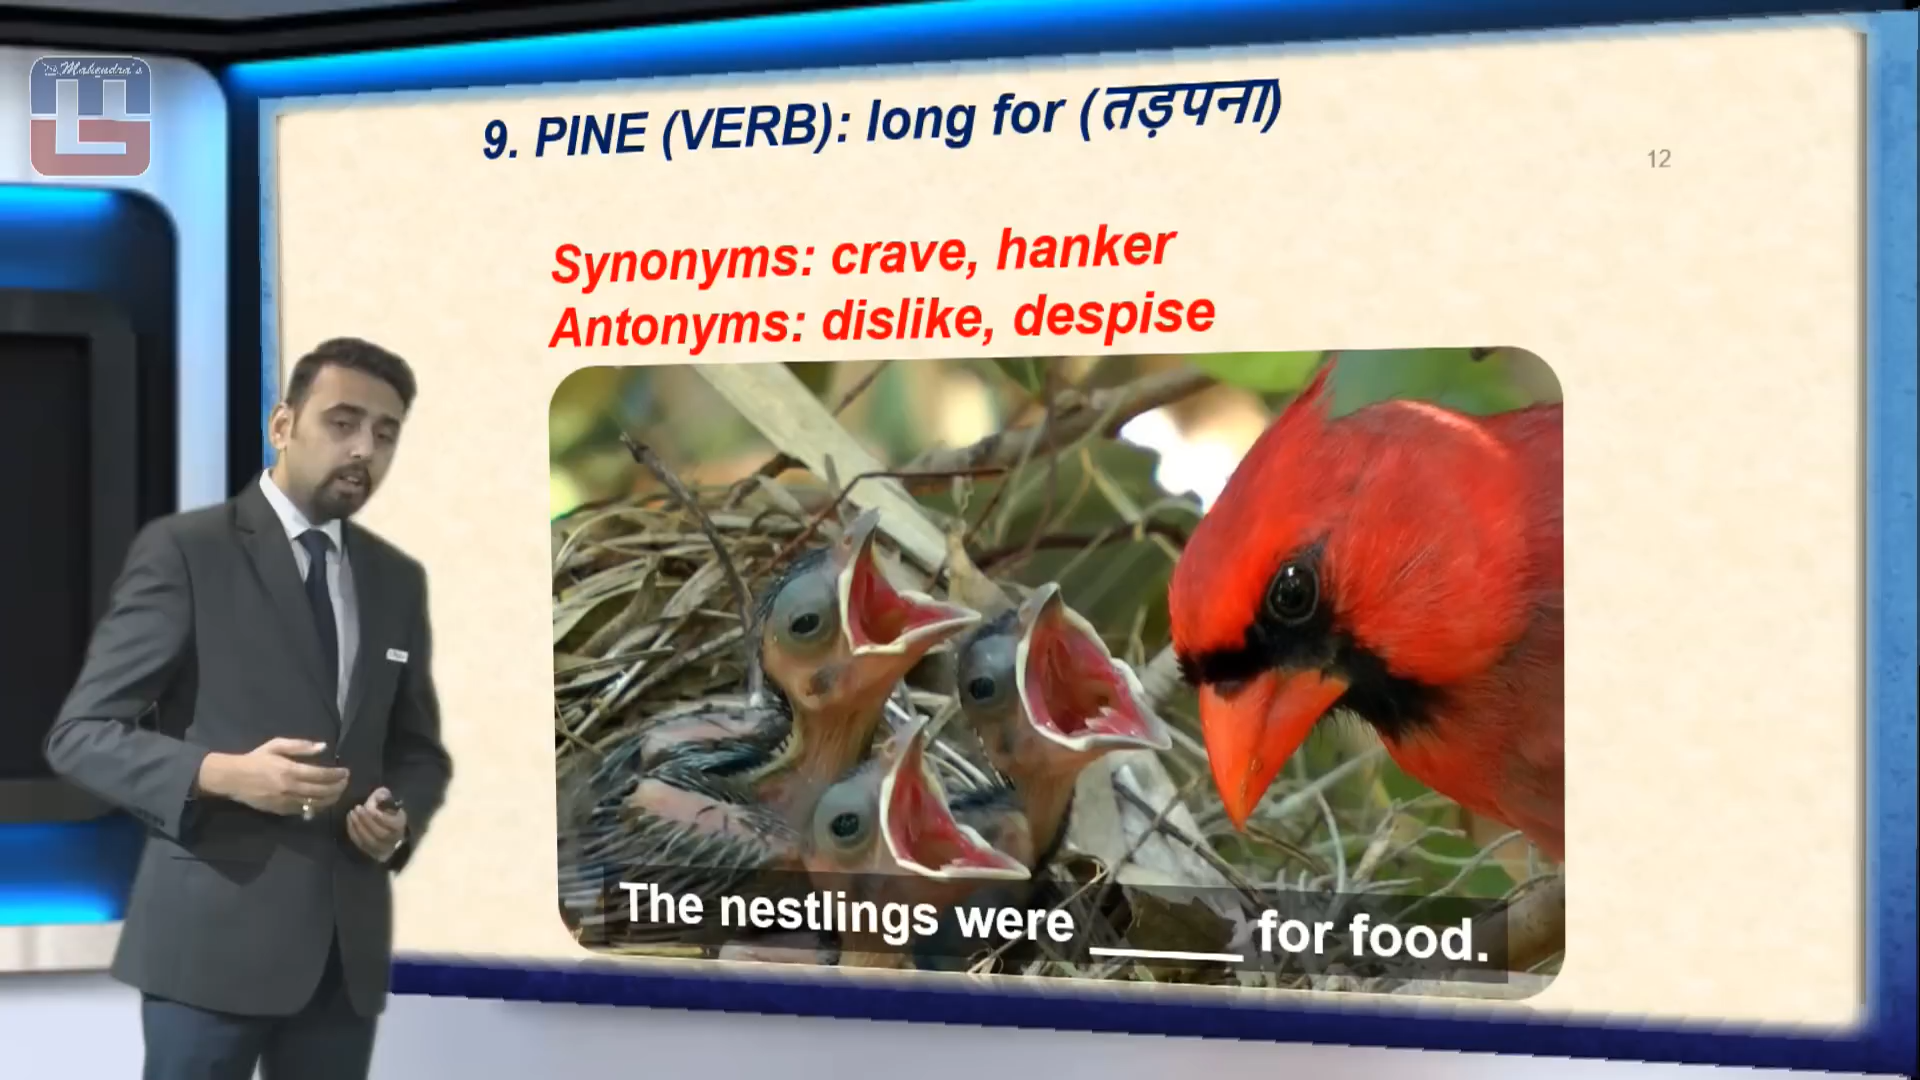 Mahendra's
9. PINE (VERB): long for (तड़पना)
12
Synonyms: crave, hanker
Antonyms: dislike, despise
The nestlings were _____ for food.